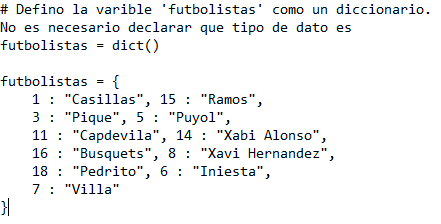 # Defino la varible 'futbolistas' como un diccionario.
No es necesario declarar que tipo de dato es
futbolistas = dict()

futbolistas = {
    1 : "Casillas", 15 : "Ramos",
    3 : "Pique", 5 : "Puyol",
    11 : "Capdevila", 14 : "Xabi Alonso",
    16 : "Busquets", 8 : "Xavi Hernandez",
    18 : "Pedrito", 6 : "Iniesta",
    7 : "Villa"
}